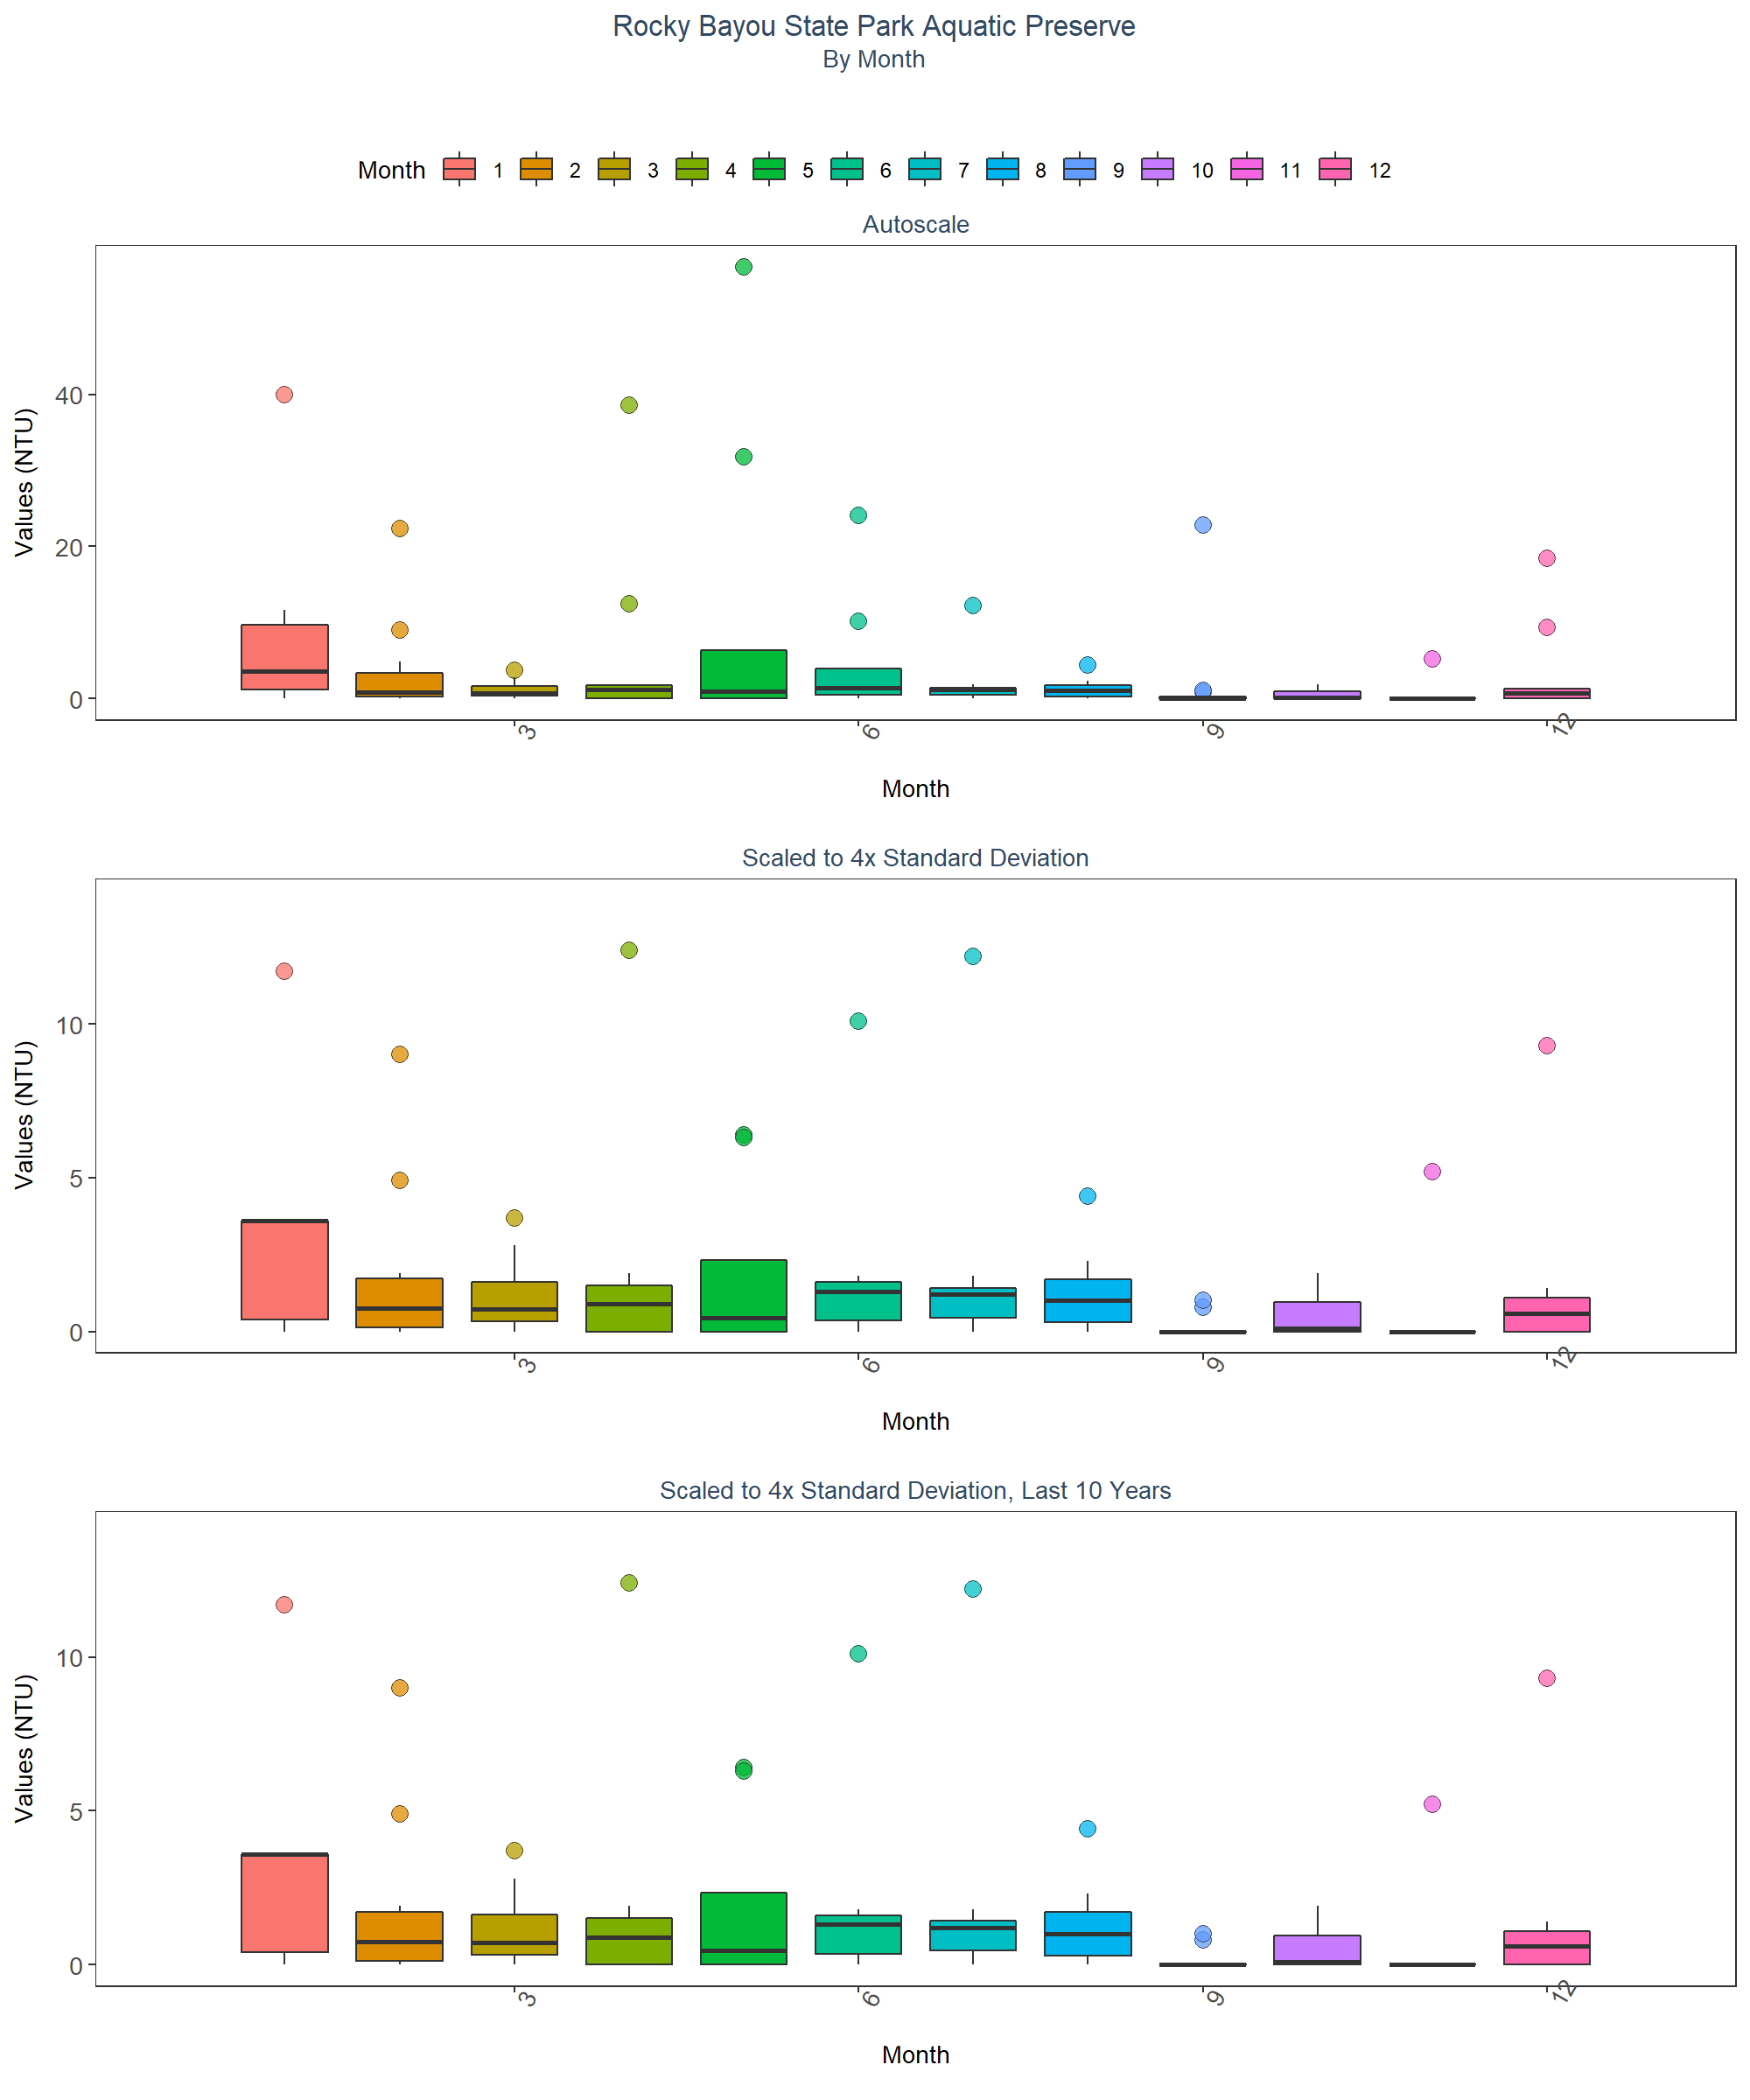 Rocky Bayou State Park Aquatic Preserve
By Month
Month 1 2 3 4 5 6 7 8 9 10 11 12
Autoscale
Values (NTU)
40
20
0
3 6 9 12
Month
Scaled to 4x Standard Deviation
Values (NTU)
10
5
0
3 6 9 12
Month
Scaled to 4x Standard Deviation, Last 10 Years
Values (NTU)
10
5
0
3 6 9 12
Month